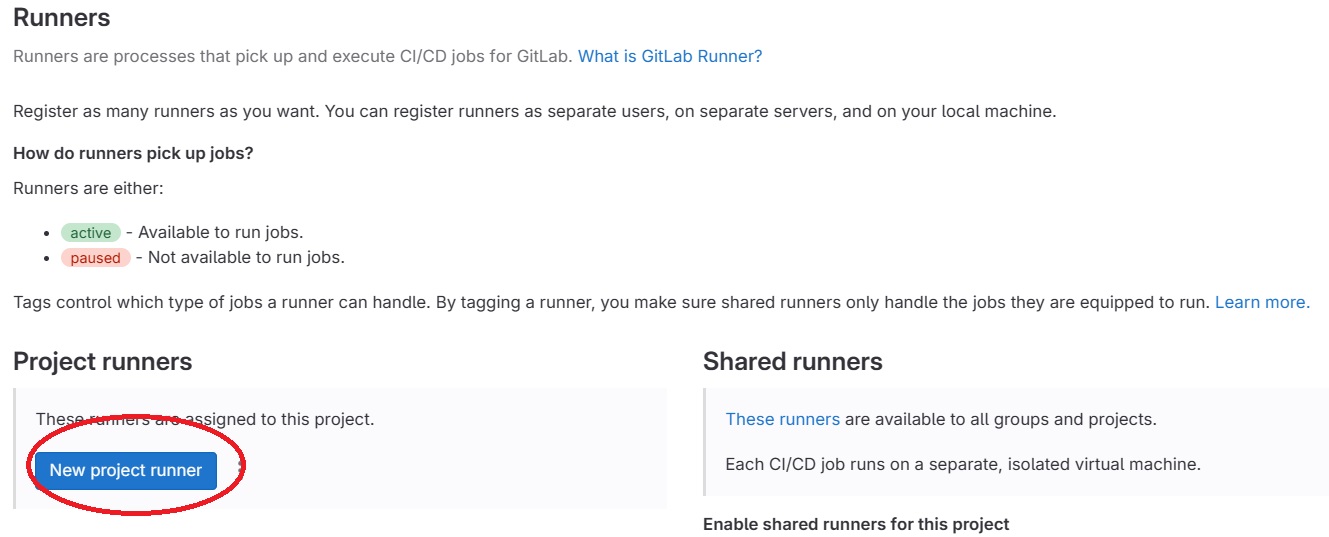 Runners
Runners are processes that pick up and execute CI/CD jobs for GitLab. What is GitLab Runner?
Register as many runners as you want. You can register runners as separate users, on separate servers, and on your local machine.
How do runners pick up jobs?
Runners are either:
• active - Available to run jobs.
• paused - Not available to run jobs.
Tags control which type of jobs a runner can handle. By tagging a runner, you make sure shared runners only handle the jobs they are equipped to run. Learn more.
Project runners
These runners are assigned to this project.
New project runner
Shared runners
These runners are available to all groups and projects.
Each CI/CD job runs on a separate, isolated virtual machine.
Enable shared runners for this project